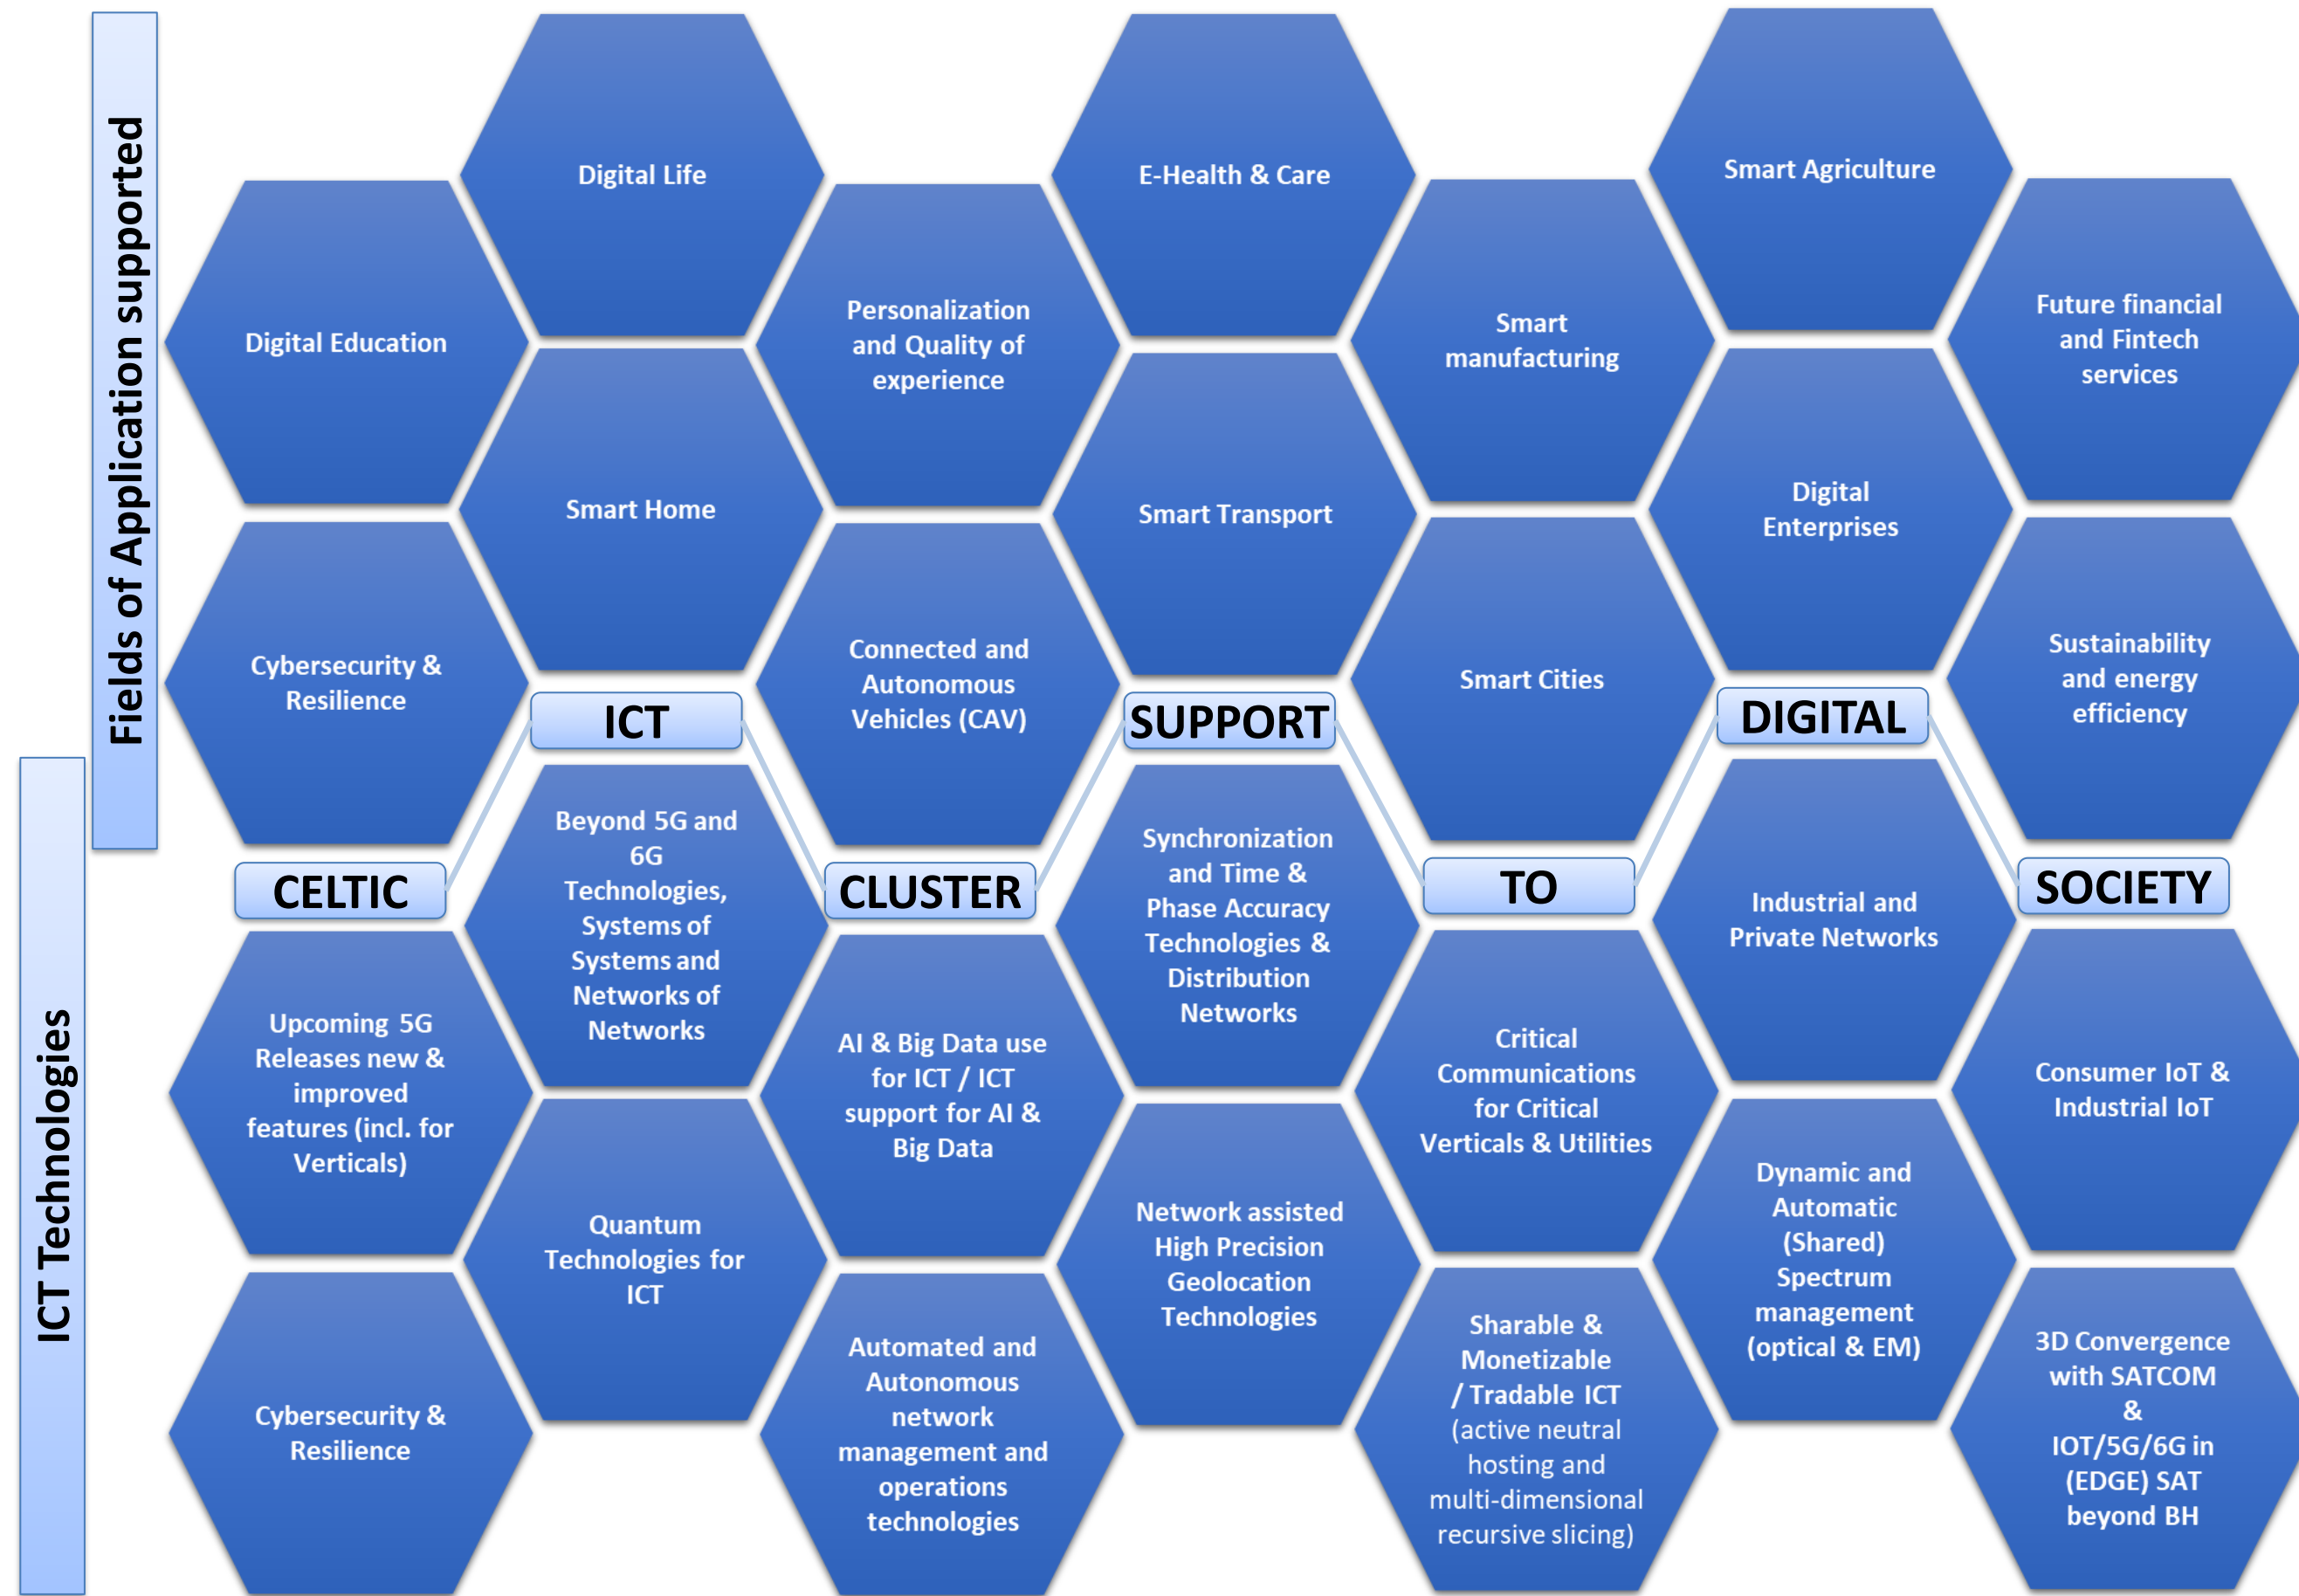 Fields of Application supported
Digital Life
E-Health & Care
Smart Agriculture
Digital Education
Personalization
and Quality of
experience
Smart
manufacturing
Future financial
and Fintech
services
Smart Home
Smart Transport
Digital
Enterprises
Cybersecurity &
Resilience
Connected and
Autonomous
Vehicles (CAV)
Smart Cities
Sustainability
and energy
efficiency
CELTIC
ICT
CLUSTER
SUPPORT
TO
DIGITAL
SOCIETY
ICT Technologies
Beyond 5G and
6G
Technologies,
Systems of
Systems and
Networks of
Networks
Synchronization
and Time &
Phase Accuracy
Technologies &
Distribution
Networks
Industrial and
Private Networks
Upcoming 5G
Releases new &
improved
features (incl. for
Verticals)
AI & Big Data use
for ICT / ICT
support for AI &
Big Data
Critical
Communications
for Critical
Verticals & Utilities
Consumer IoT &
Industrial IoT
Quantum
Technologies for
ICT
Network assisted
High Precision
Geolocation
Technologies
Dynamic and
Automatic
(Shared)
Spectrum
management
(optical & EM)
Cybersecurity &
Resilience
Automated and
Autonomous
network
management and
operations
technologies
Sharable &
Monetizable
/ Tradable ICT
(active neutral
hosting and
multi-dimensional
recursive slicing)
3D Convergence
with SATCOM
&
IOT/5G/6G in
(EDGE) SAT
beyond BH